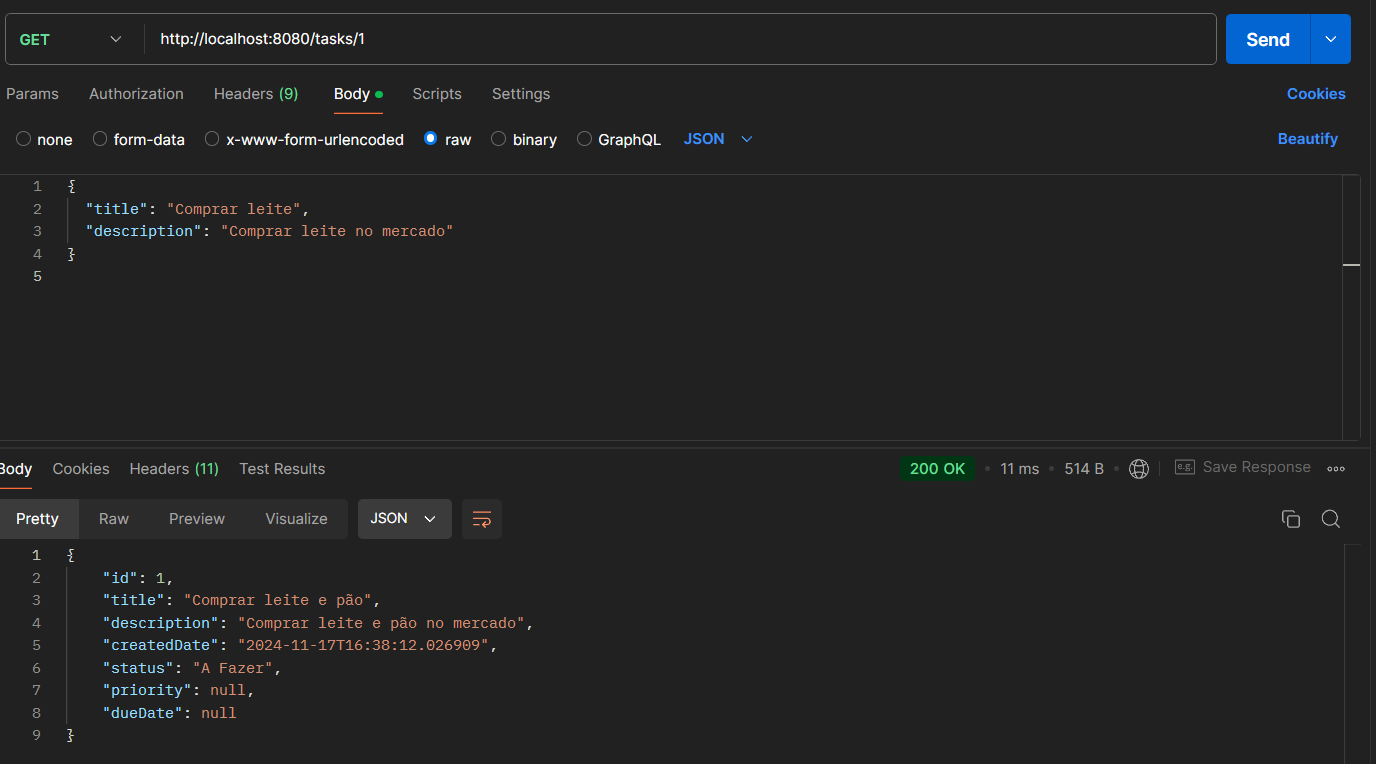 GET http://localhost:8080/tasks/1 Send
Params Authorization Headers (9) Body Scripts Settings Cookies
none form-data x-www-form-urlencoded raw binary GraphQL JSON Beautify
1 {
2 "title": "Comprar leite",
3 "description": "Comprar leite no mercado"
4 }
5
Body Cookies Headers (11) Test Results 200 OK • 11 ms • 514 B • e.g. Save Response
Pretty Raw Preview Visualize JSON
1 {
2 "id": 1,
3 "title": "Comprar leite e pão",
4 "description": "Comprar leite e pão no mercado",
5 "createdDate": "2024-11-17T16:38:12.026909",
6 "status": "A Fazer",
7 "priority": null,
8 "dueDate": null
9 }